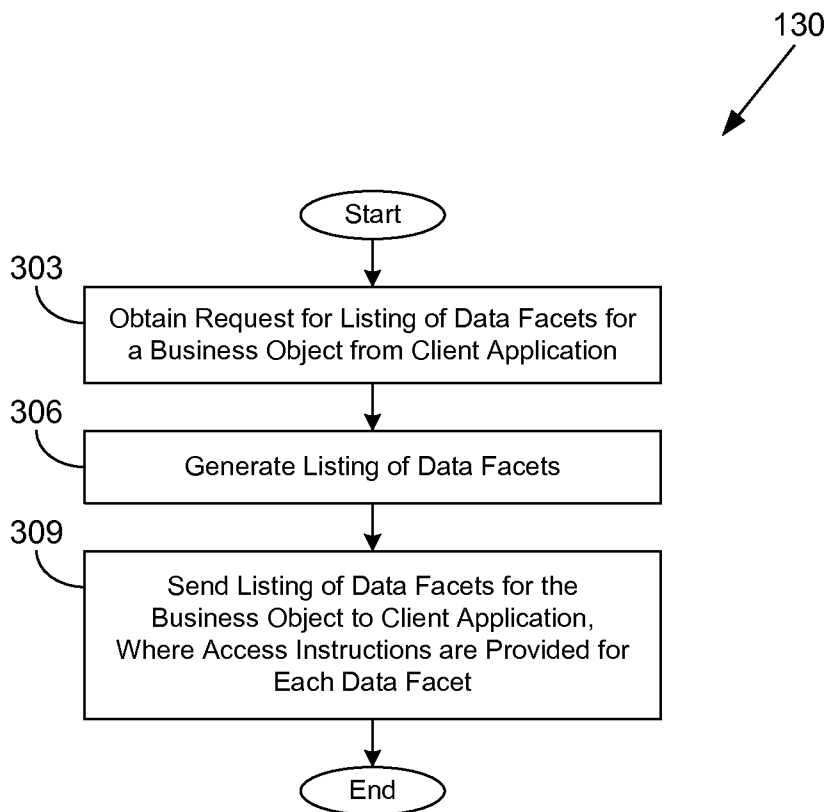 130
Start
303
Obtain Request for Listing of Data Facets for
a Business Object from Client Application
306
Generate Listing of Data Facets
309
Send Listing of Data Facets for the
Business Object to Client Application,
Where Access Instructions are Provided for
Each Data Facet
End